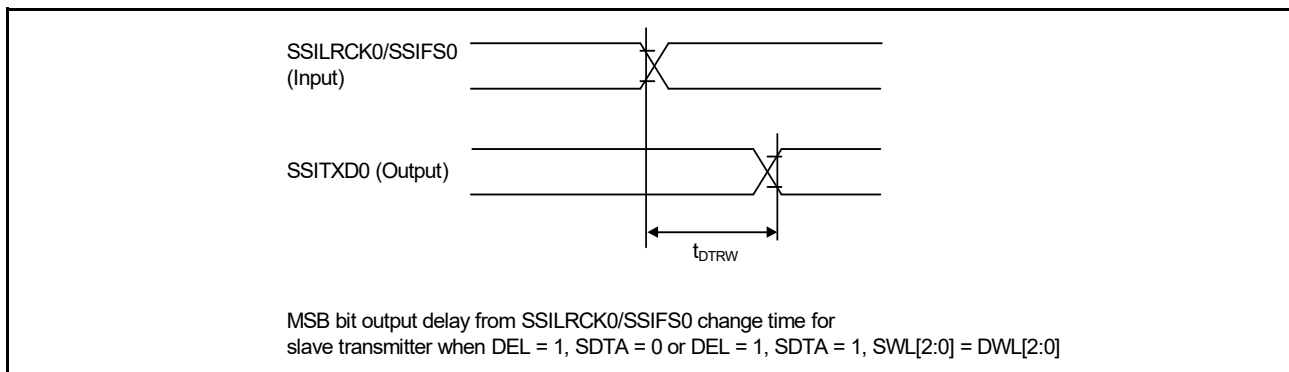 SSILRCK0/SSIFS0
(Input)
SSITXD0 (Output)
tDTRW
MSB bit output delay from SSILRCK0/SSIFS0 change time for
slave transmitter when DEL = 1, SDTA = 0 or DEL = 1, SDTA = 1, SWL[2:0] = DWL[2:0]